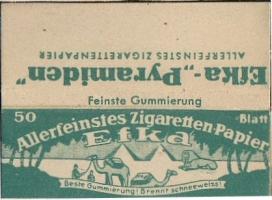 Efka-„Pyramiden"
ALLERFEINSTES ZIGARETTENPAPIER
Feinste Gummierung
50 Blatt
Allerfeinstes Zigaretten-Papier
Efka
Beste Gummierung! Brennt schneeweiss!